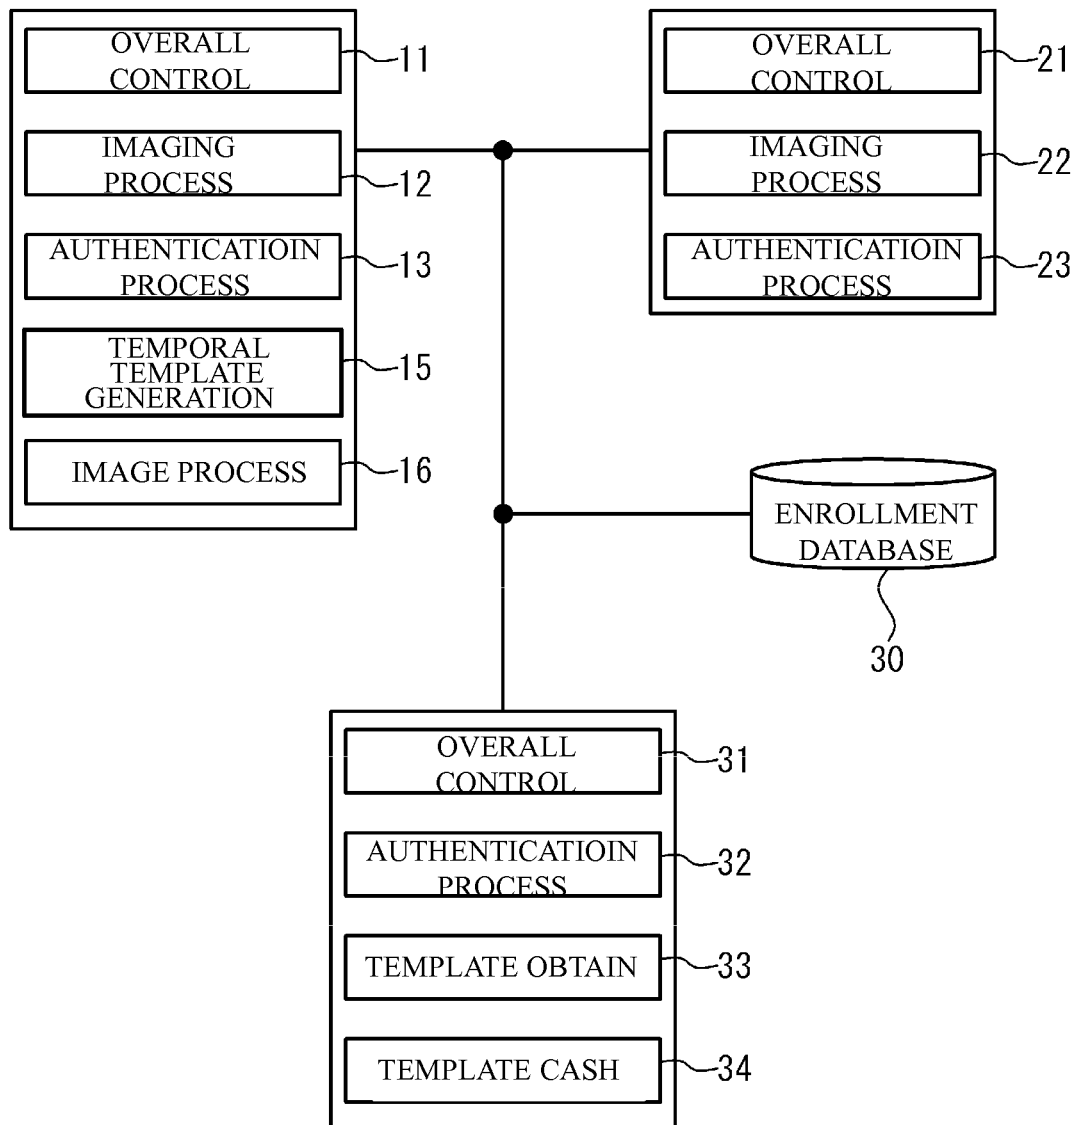 OVERALL
CONTROL
11
IMAGING
PROCESS
12
AUTHENTICATIOIN
PROCESS
13
TEMPORAL
TEMPLATE
GENERATION
15
IMAGE PROCESS
16
OVERALL
CONTROL
21
IMAGING
PROCESS
22
AUTHENTICATIOIN
PROCESS
23
ENROLLMENT
DATABASE
30
OVERALL
CONTROL
31
AUTHENTICATIOIN
PROCESS
32
TEMPLATE OBTAIN
33
TEMPLATE CASH
34